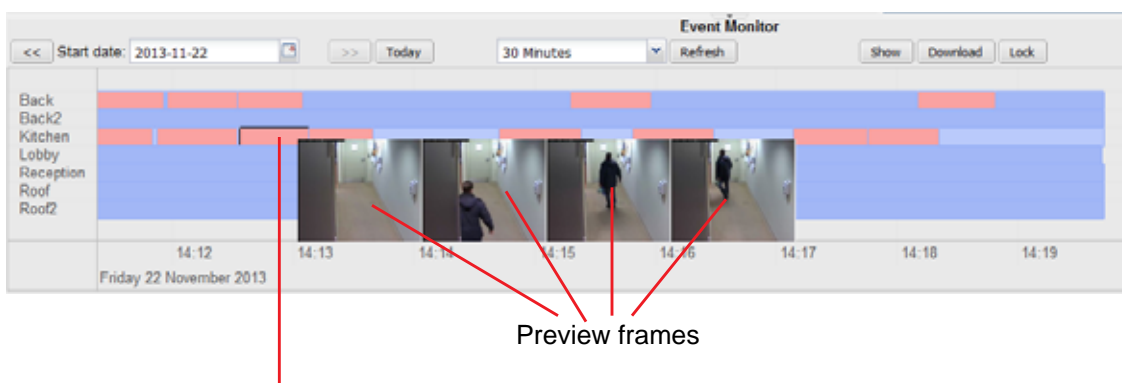 Event Monitor
<< Start date: 2013-11-22 >> Today 30 Minutes Refresh Show Download Lock
Back
Back2
Kitchen
Lobby
Reception
Roof
Roof2
14:12 14:13 14:14 14:15 14:16 14:17 14:18 14:19
Friday 22 November 2013
Preview frames